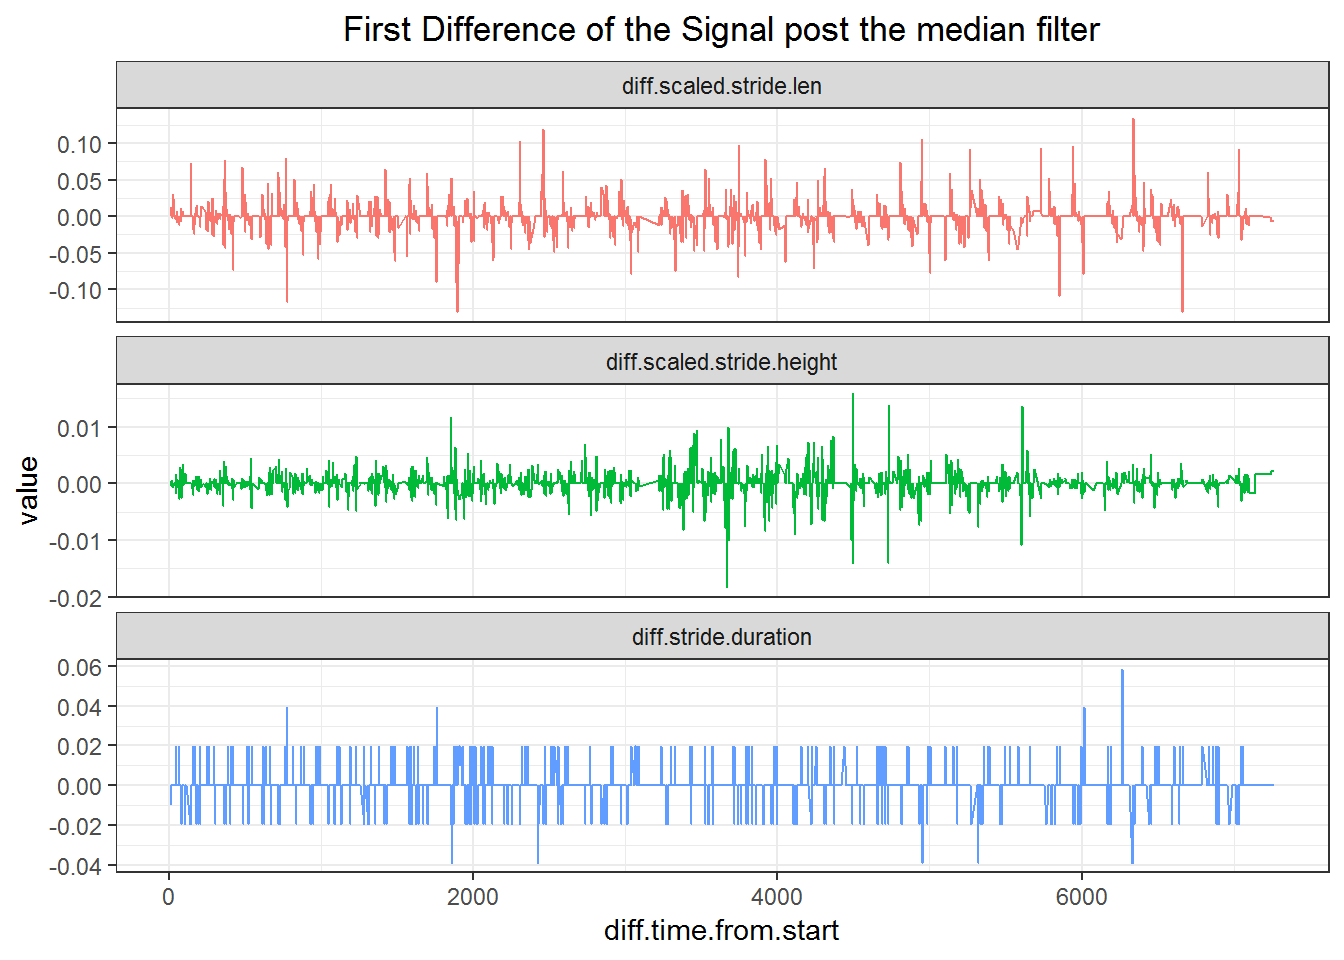 First Difference of the Signal post the median filter
diff.scaled.stride.len
0.10
0.05
0.00
-0.05
-0.10
diff.scaled.stride.height
0.01
0.00
-0.01
-0.02
value
diff.stride.duration
0.06
0.04
0.02
0.00
-0.02
-0.04
0 2000 4000 6000
diff.time.from.start